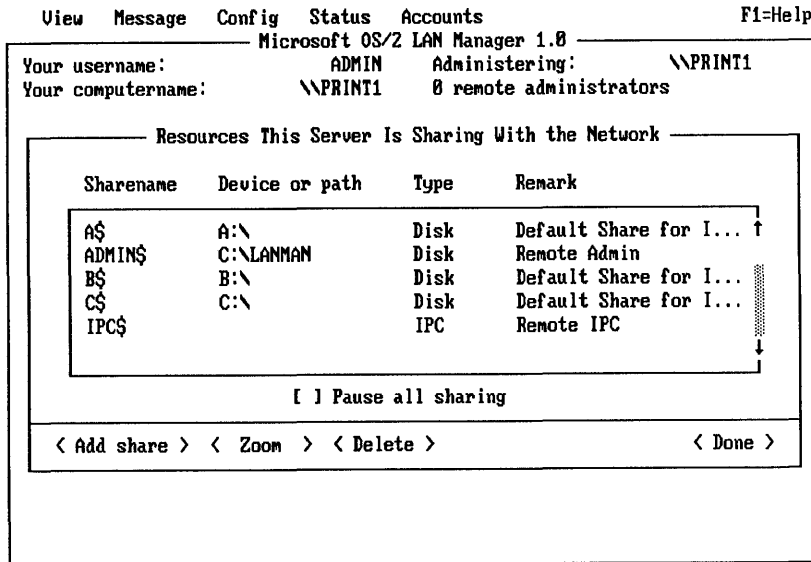 View Message Config Status Accounts F1=Help
Microsoft OS/2 LAN Manager 1.0
Your username: ADMIN Administering: \\PRINT1
Your computername: \\PRINT1 0 remote administrators
Resources This Server Is Sharing With the Network
Sharename Device or path Type Remark
A$ A:\ Disk Default Share for I... ↑
ADMIN$ C:\LANMAN Disk Remote Admin
B$ B:\ Disk Default Share for I...
C$ C:\ Disk Default Share for I...
IPC$ IPC Remote IPC
↓
[ ] Pause all sharing
< Add share > < Zoom > < Delete > < Done >